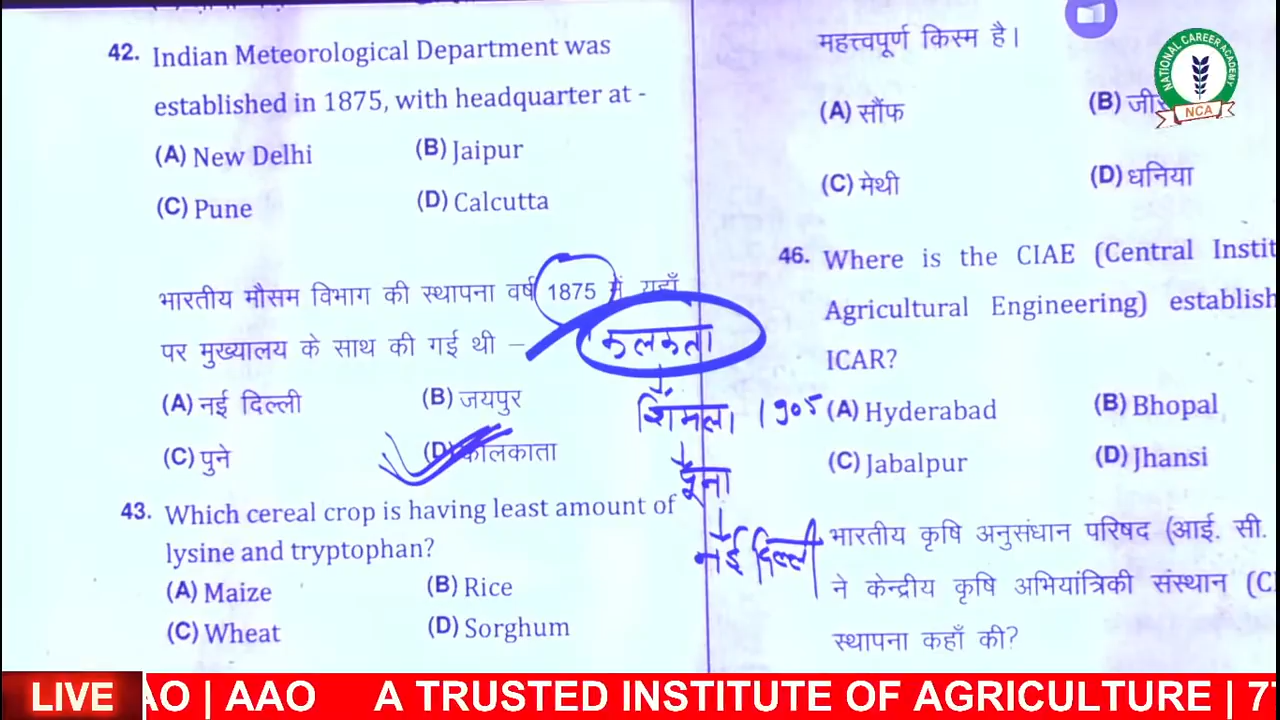 42. Indian Meteorological Department was
established in 1875, with headquarter at -
(A) New Delhi (B) Jaipur
(C) Pune (D) Calcutta
भारतीय मौसम विभाग की स्थापना वर्ष 1875 में यहाँ
पर मुख्यालय के साथ की गई थी –
कलकता
शिमला 1905
पूना
नई दिल्ली
(A) नई दिल्ली (B) जयपुर
(C) पुने (D) कोलकाता
43. Which cereal crop is having least amount of
lysine and tryptophan?
(A) Maize (B) Rice
(C) Wheat (D) Sorghum
महत्त्वपूर्ण किस्म है।
(A) सौंफ (B)
(C) मेथी (D) धनिया
46. Where is the CIAE (Central Instit
Agricultural Engineering) establish
ICAR?
(A) Hyderabad (B) Bhopal
(C) Jabalpur (D) Jhansi
भारतीय कृषि अनुसंधान परिषद (आई. सी.
ने केन्द्रीय कृषि अभियांत्रिकी संस्थान (C
स्थापना कहाँ की?
NATIONAL CAREER ACADEMY
NCA
LIVE AO | AAO A TRUSTED INSTITUTE OF AGRICULTURE | 7